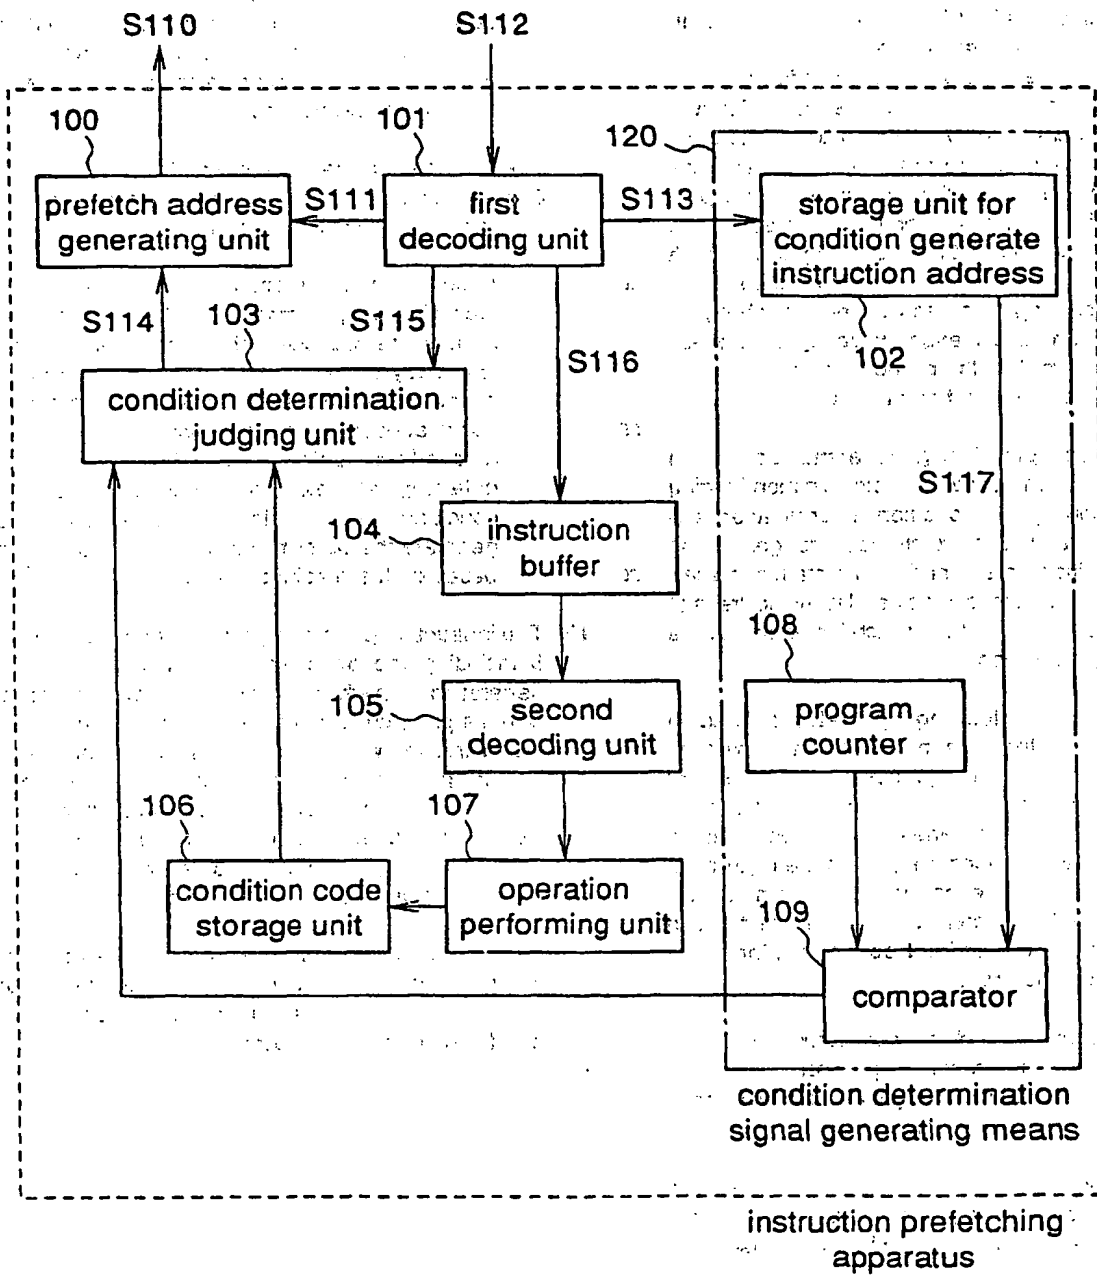 S110
S112
100
101
120
prefetch address
generating unit
S111
first
decoding unit
S113
storage unit for
condition generate
instruction address
S114
103
S115
S116
102
condition determination
judging unit
S117
104
instruction
buffer
108
105
second
decoding unit
program
counter
106
107
condition code
storage unit
operation
performing unit
109
comparator
condition determination
signal generating means
instruction prefetching
apparatus